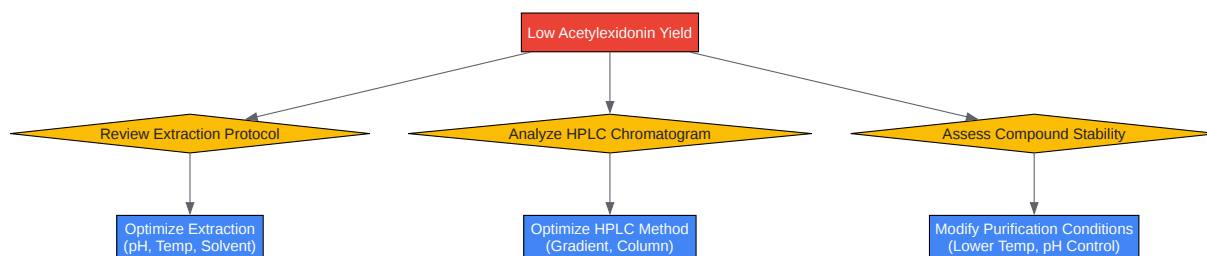 Low Acetylexidonin Yield
Review Extraction Protocol
Analyze HPLC Chromatogram
Assess Compound Stability
Optimize Extraction
(pH, Temp, Solvent)
Optimize HPLC Method
(Gradient, Column)
Modify Purification Conditions
(Lower Temp, pH Control)